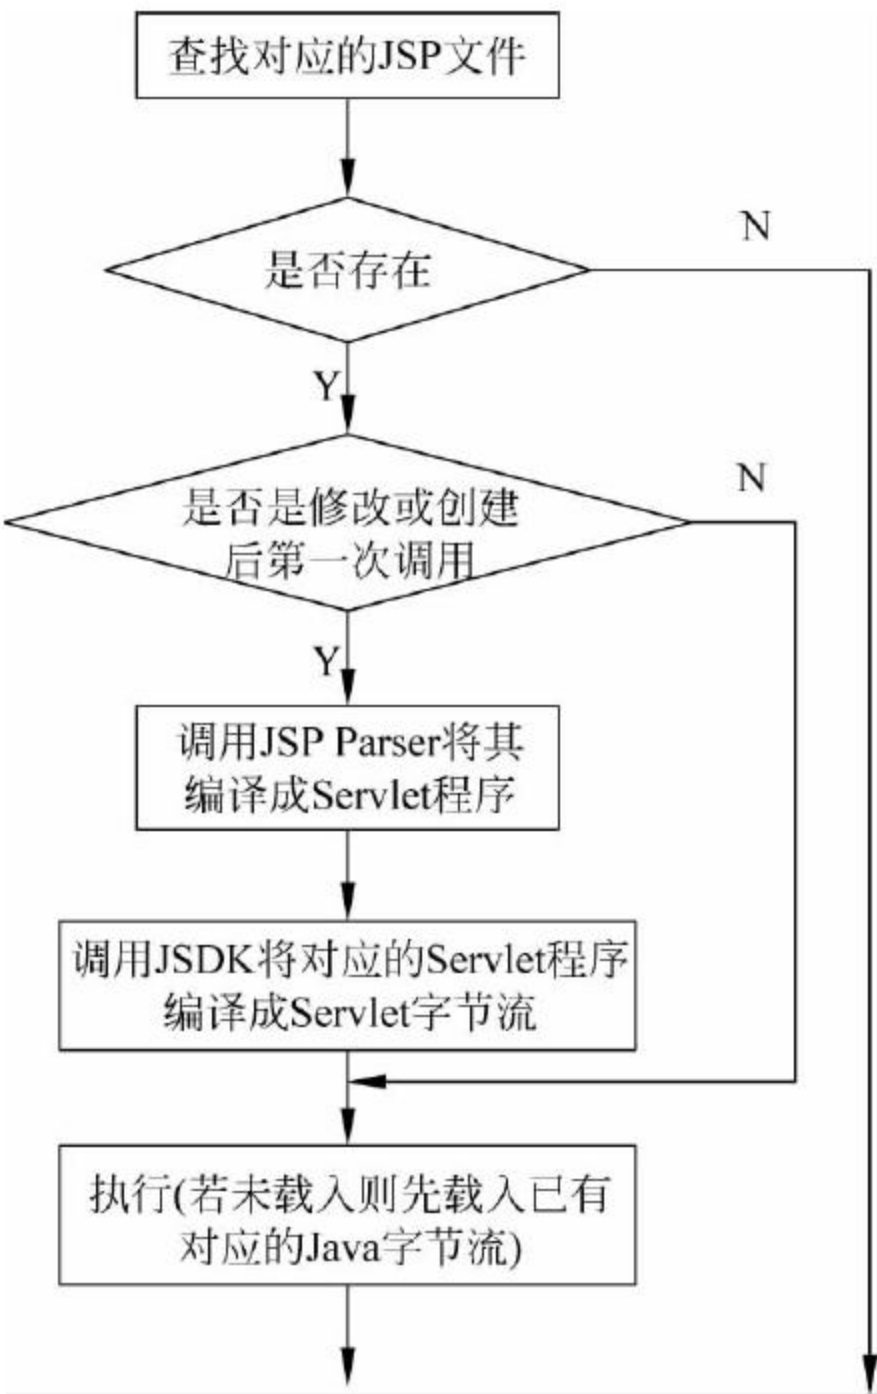 查找对应的JSP文件
N
是否存在
Y
N
是否是修改或创建
后第一次调用
Y
调用JSP Parser将其
编译成Servlet程序
调用JSDK将对应的Servlet程序
编译成Servlet字节流
执行(若未载入则先载入已有
对应的Java字节流)